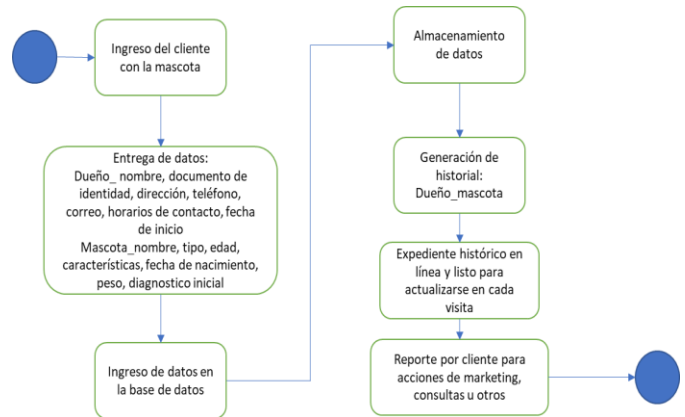 Ingreso del cliente
con la mascota
Entrega de datos:
Dueño_ nombre, documento de
identidad, dirección, teléfono,
correo, horarios de contacto, fecha
de inicio
Mascota_nombre, tipo, edad,
características, fecha de nacimiento,
peso, diagnostico inicial
Ingreso de datos en
la base de datos
Almacenamiento
de datos
Generación de
historial:
Dueño_mascota
Expediente histórico en
línea y listo para
actualizarse en cada
visita
Reporte por cliente para
acciones de marketing,
consultas u otros